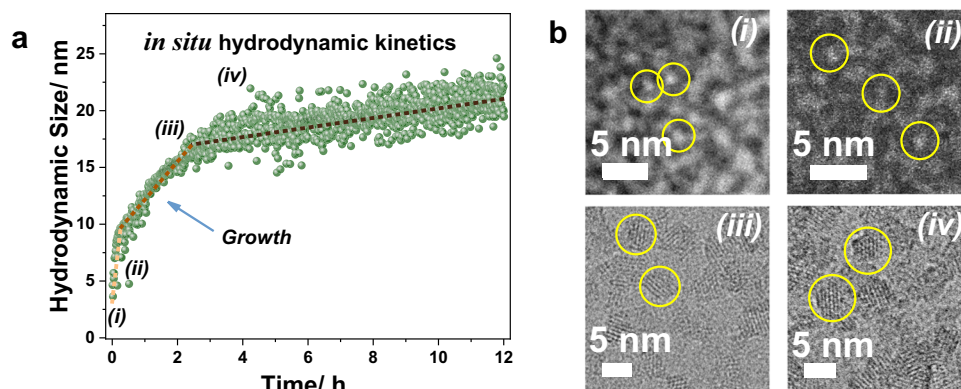 a
in situ hydrodynamic kinetics
Hydrodynamic Size/ nm
25
20
15
10
5
0
(iv)
(iii)
Growth
(ii)
(i)
0
2
4
6
8
10
12
Time/ h
b
(i)
5 nm
(ii)
5 nm
(iii)
5 nm
(iv)
5 nm